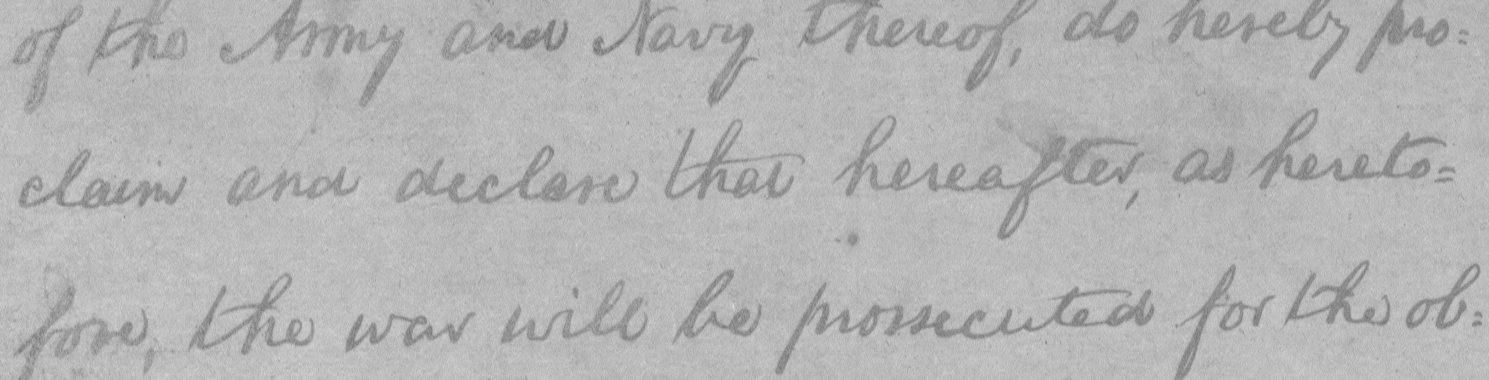 of the Army and Navy thereof, do hereby pro=
claim and declare that hereafter, as hereto=
fore, the war will be prossecuted for the ob=